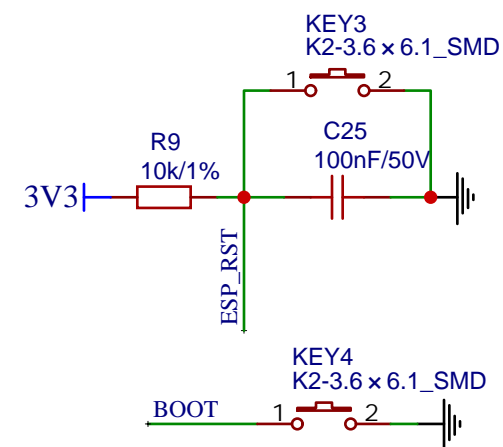 KEY3
K2-3.6×6.1_SMD
1 2
R9
10k/1%
C25
100nF/50V
3V3
ESP_RST
KEY4
K2-3.6×6.1_SMD
BOOT
1 2